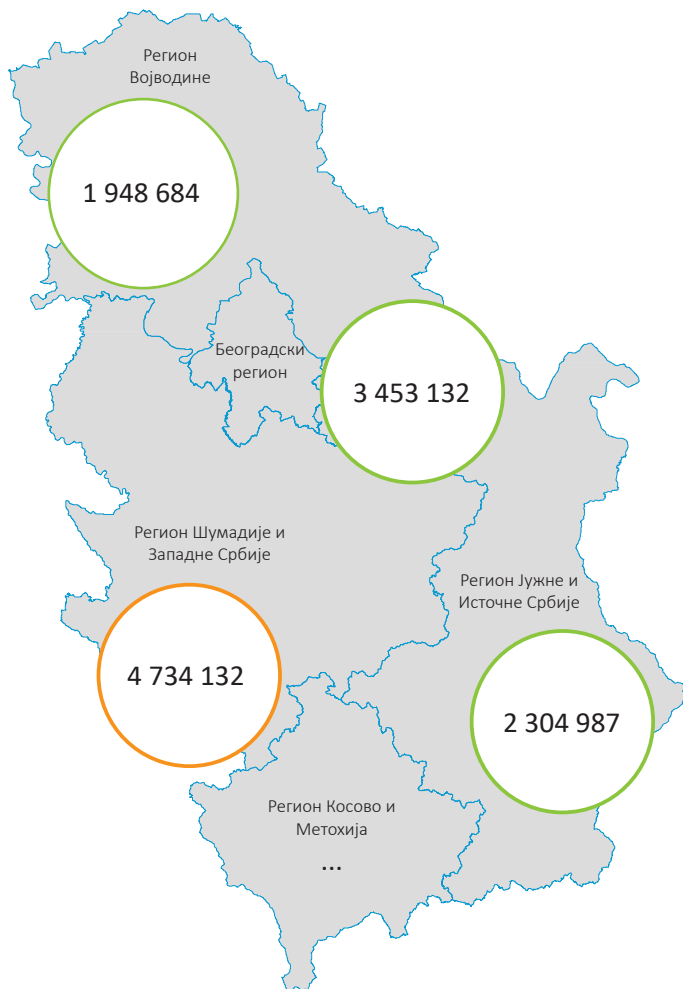 Регион
Војводине
1 948 684
Београдски
регион
3 453 132
Регион Шумадије и
Западне Србије
4 734 132
Регион Јужне и
Источне Србије
2 304 987
Регион Косово и
Метохија
...